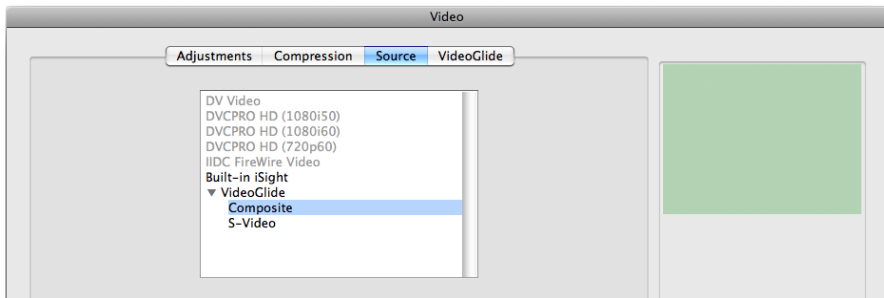 Video
Adjustments Compression Source VideoGlide
DV Video
DVCPRO HD (1080i50)
DVCPRO HD (1080i60)
DVCPRO HD (720p60)
IIDC FireWire Video
Built-in iSight
VideoGlide
Composite
S-Video